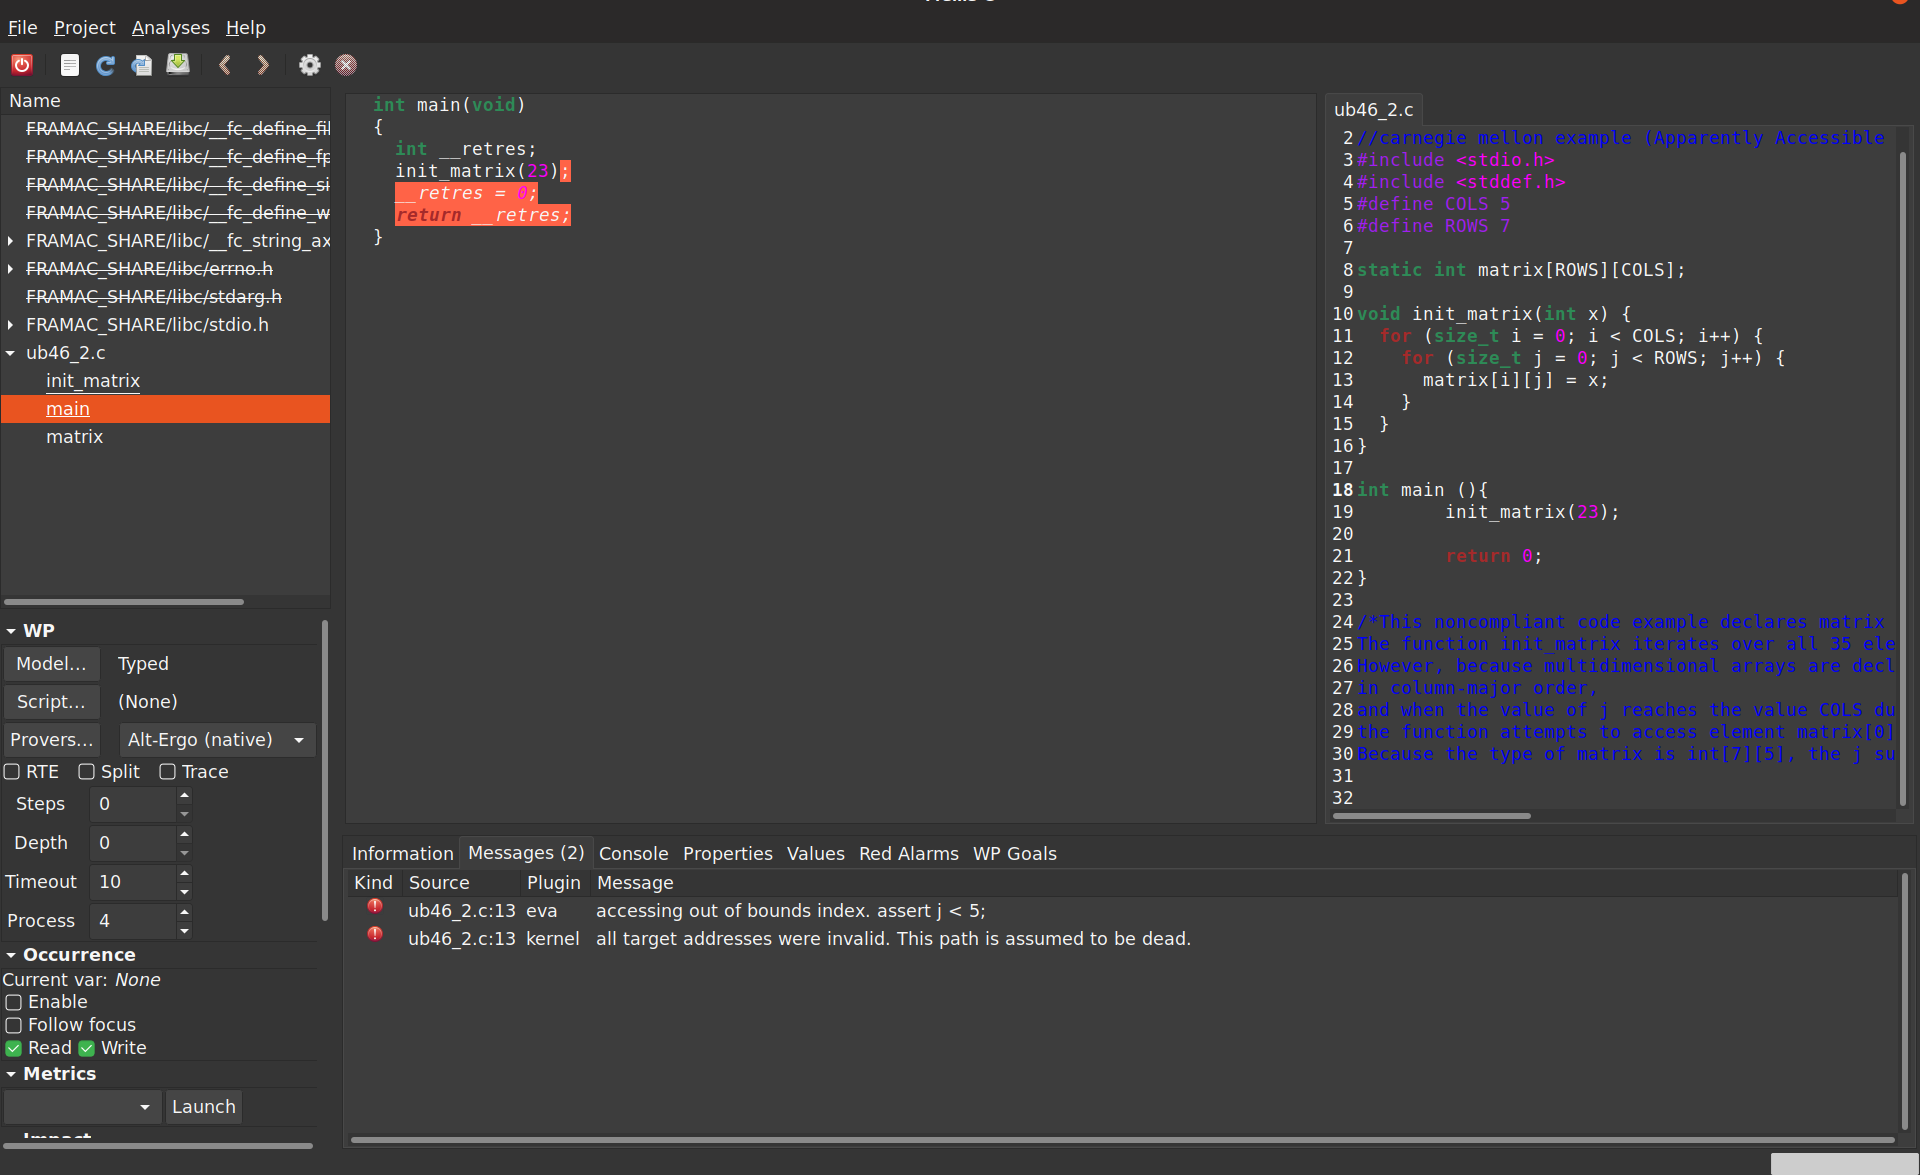 File Project Analyses Help
Name
FRAMAC_SHARE/libc/__fc_define_fil
FRAMAC_SHARE/libc/__fc_define_fp
FRAMAC_SHARE/libc/__fc_define_si
FRAMAC_SHARE/libc/__fc_define_w
FRAMAC_SHARE/libc/__fc_string_ax
FRAMAC_SHARE/libc/errno.h
FRAMAC_SHARE/libc/stdarg.h
FRAMAC_SHARE/libc/stdio.h
ub46_2.c
init_matrix
main
matrix
WP
Model... Typed
Script... (None)
Provers... Alt-Ergo (native)
RTE Split Trace
Steps 0
Depth 0
Timeout 10
Process 4
Occurrence
Current var: None
Enable
Follow focus
Read Write
Metrics
Launch
int main(void)
{
int __retres;
init_matrix(23);
__retres = 0;
return __retres;
}
ub46_2.c
2 //carnegie mellon example (Apparently Accessible
3 #include <stdio.h>
4 #include <stddef.h>
5 #define COLS 5
6 #define ROWS 7
7
8 static int matrix[ROWS][COLS];
9
10 void init_matrix(int x) {
11 for (size_t i = 0; i < COLS; i++) {
12 for (size_t j = 0; j < ROWS; j++) {
13 matrix[i][j] = x;
14 }
15 }
16 }
17
18 int main (){
19 init_matrix(23);
20
21 return 0;
22 }
23
24 /*This noncompliant code example declares matrix
25 The function init_matrix iterates over all 35 ele
26 However, because multidimensional arrays are decl
27 in column-major order,
28 and when the value of j reaches the value COLS du
29 the function attempts to access element matrix[0]
30 Because the type of matrix is int[7][5], the j su
31
32
Information Messages (2) Console Properties Values Red Alarms WP Goals
Kind Source Plugin Message
ub46_2.c:13 eva accessing out of bounds index. assert j < 5;
ub46_2.c:13 kernel all target addresses were invalid. This path is assumed to be dead.